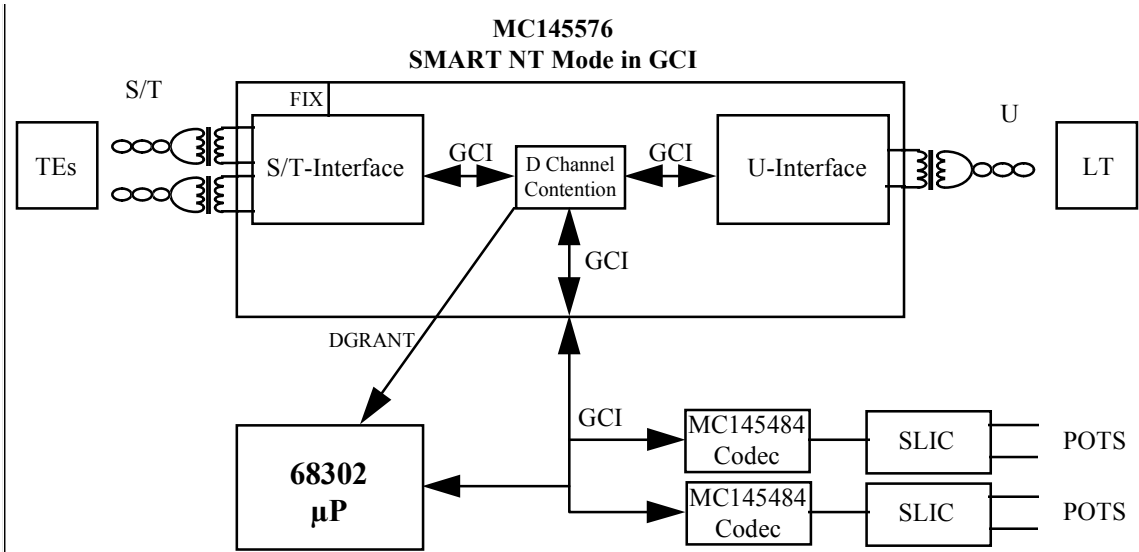 MC145576
SMART NT Mode in GCI
S/T
FIX
U
TEs
S/T-Interface
GCI
D Channel
Contention
GCI
U-Interface
LT
GCI
DGRANT
GCI
MC145484
Codec
SLIC
POTS
68302
µP
MC145484
Codec
SLIC
POTS